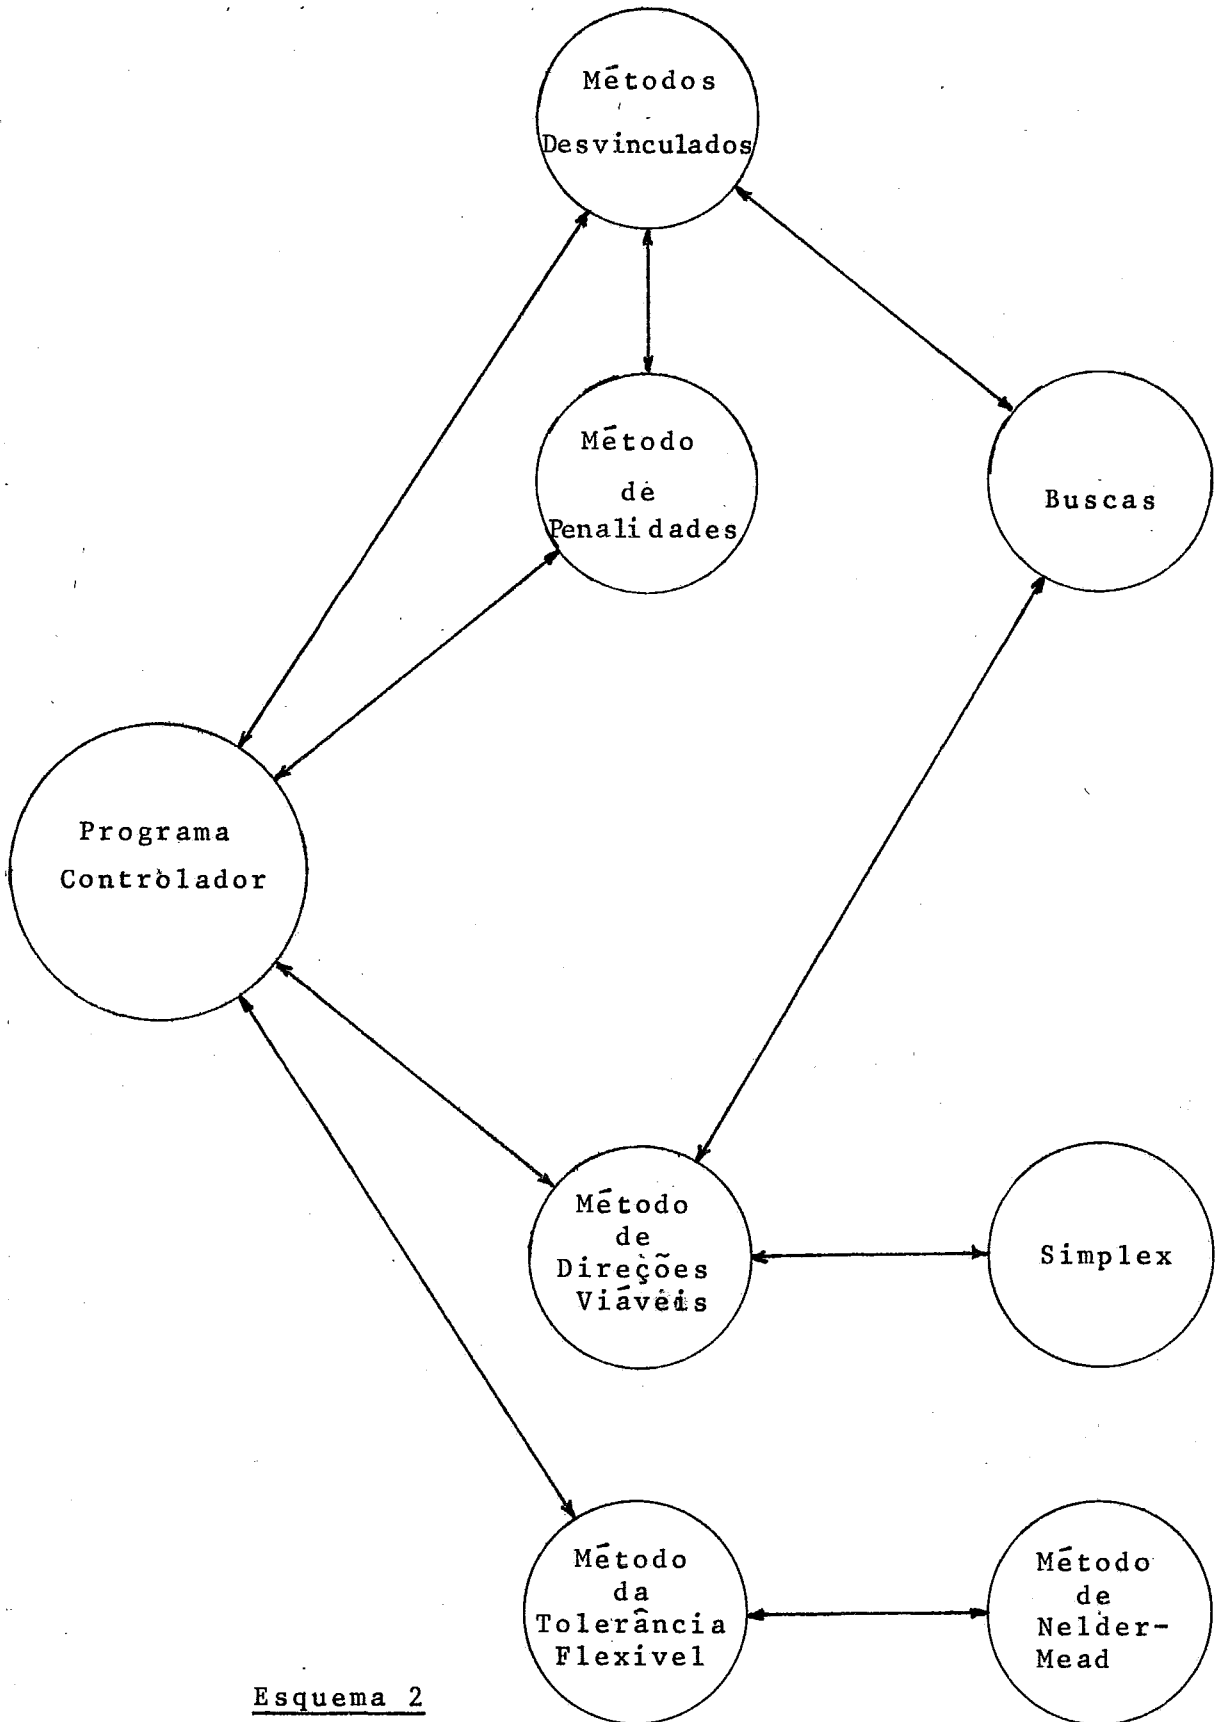 Métodos
Desvinculados
Método
de
Penalidades
Buscas
Programa
Controlador
Método
de
Direções
Viáveis
Simplex
Método
da
Tolerância
Flexivel
Método
de
Nelder-
Mead
Esquema 2